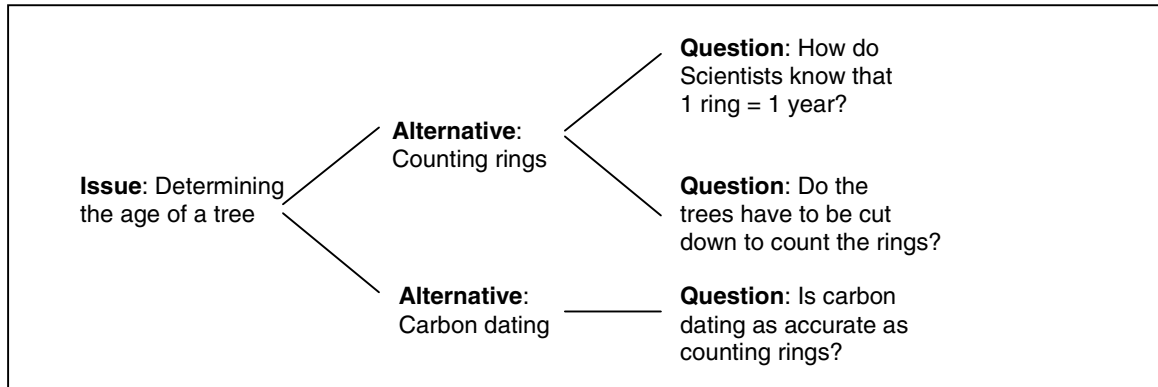 Issue: Determining
the age of a tree
Alternative:
Counting rings
Question: How do
Scientists know that
1 ring = 1 year?
Question: Do the
trees have to be cut
down to count the rings?
Alternative:
Carbon dating
Question: Is carbon
dating as accurate as
counting rings?